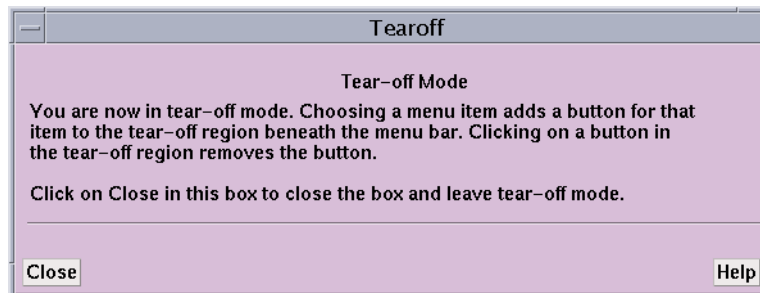 Tearoff
Tear-off Mode
You are now in tear-off mode. Choosing a menu item adds a button for that
item to the tear-off region beneath the menu bar. Clicking on a button in
the tear-off region removes the button.
Click on Close in this box to close the box and leave tear-off mode.
Close
Help